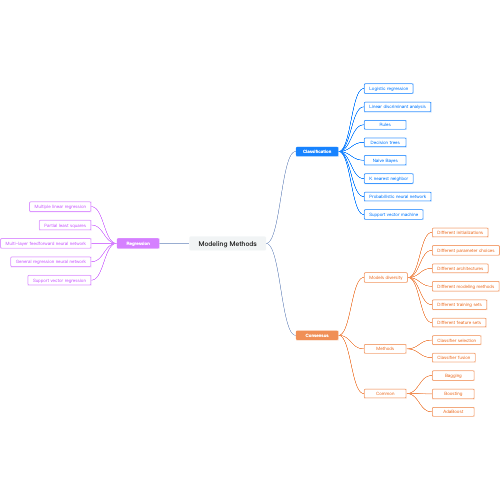 Modeling Methods
Classification
Logistic regression
Linear discriminant analysis
Rules
Decision trees
Naive Bayes
K nearest neighbor
Probabilistic neural network
Support vector machine
Consensus
Models diversity
Different initializations
Different parameter choices
Different architectures
Different modeling methods
Different training sets
Different feature sets
Methods
Classifier selection
Classifier fusion
Common
Bagging
Boosting
AdaBoost
Regression
Multiple linear regression
Partial least squares
Multi-layer feedforward neural network
General regression neural network
Support vector regression